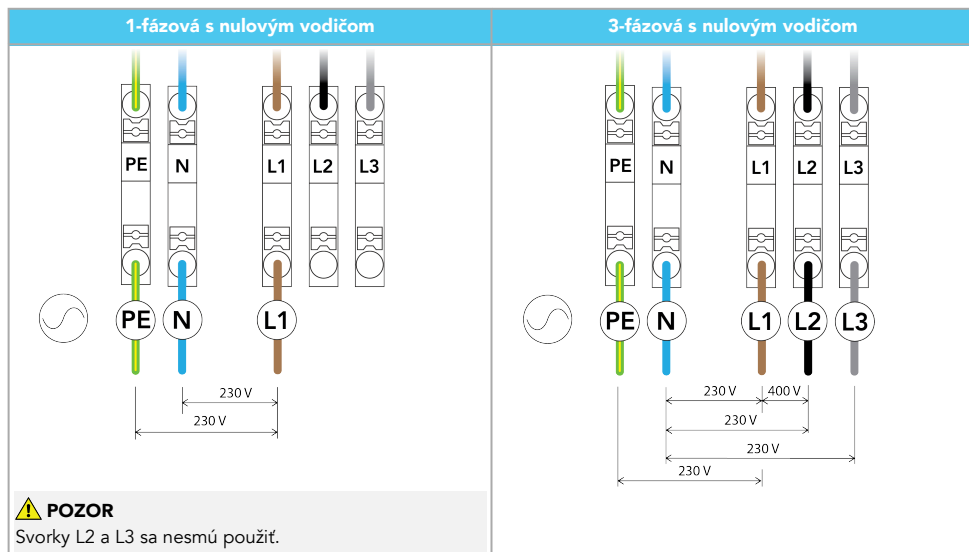 1-fázová s nulovým vodičom
PE N L1 L2 L3
PE N L1
230 V
230 V
POZOR
Svorky L2 a L3 sa nesmú použiť.
3-fázová s nulovým vodičom
PE N L1 L2 L3
PE N L1 L2 L3
230 V 400 V
230 V
230 V
230 V